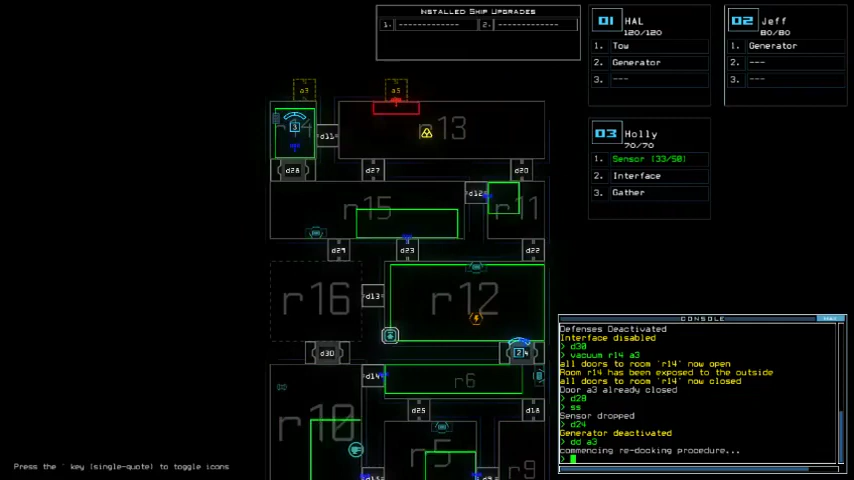 INSTALLED SHIP UPGRADES
1. ------------- 2. -------------
01 HAL
120/120
1. Tow
2. Generator
3. ---
02 Jeff
80/80
1. Generator
2. ---
3. ---
03 Holly
70/70
1. Sensor (33/50)
2. Interface
3. Gather
a3
a5
r13
d11
d28
d27
d20
d12
r15
r11
d29
d23
d22
r16
d13
r12
d30
d14
r6
r10
d25
d18
r5
r9
CONSOLE
Defenses Deactivated
Interface disabled
> d30
> vacuum r14 a3
all doors to room 'r14' now open
Room r14 has been exposed to the outside
all doors to room 'r14' now closed
Door a3 already closed
> d28
> ss
Sensor dropped
> d24
Generator deactivated
> dd a3
commencing re-docking procedure...
>
Press the ` key (single-quote) to toggle icons